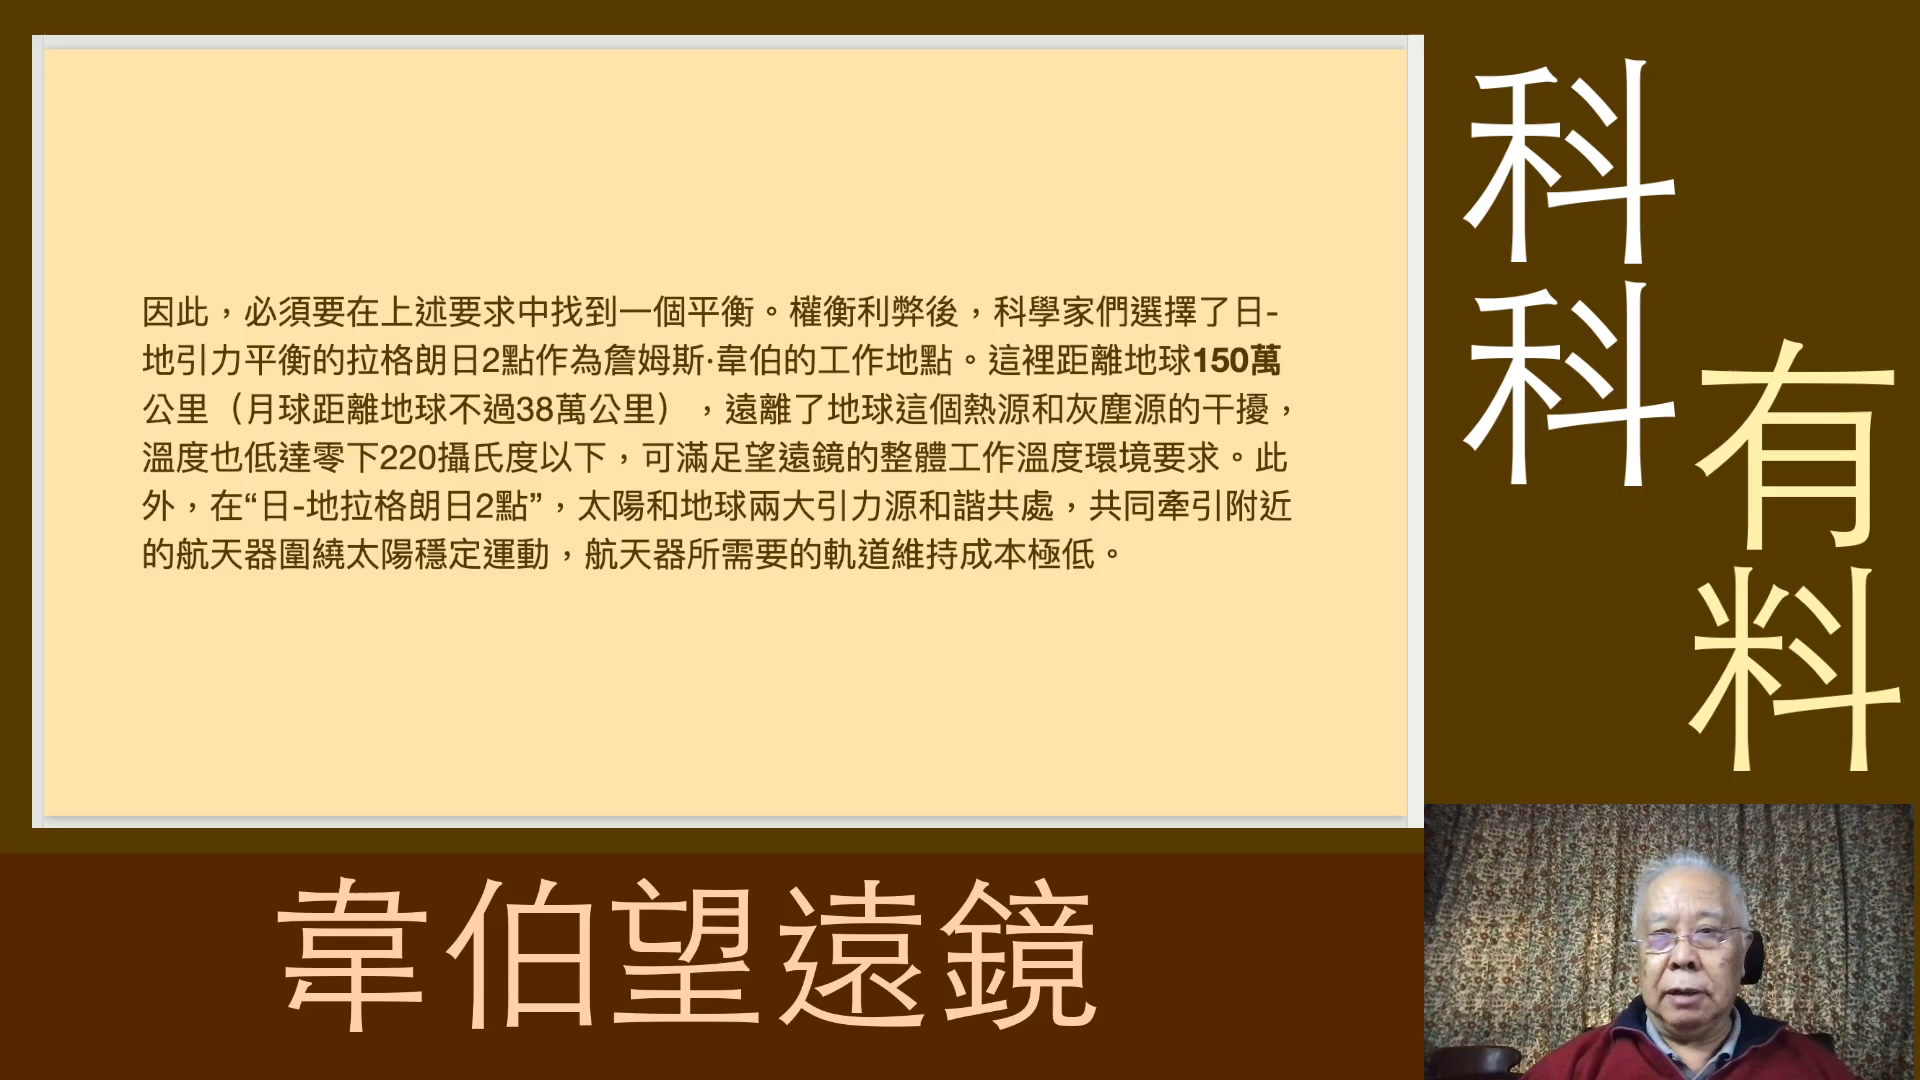 因此，必須要在上述要求中找到一個平衡。權衡利弊後，科學家們選擇了日-
地引力平衡的拉格朗日2點作為詹姆斯·韋伯的工作地點。這裡距離地球150萬
公里（月球距離地球不過38萬公里），遠離了地球這個熱源和灰塵源的干擾，
溫度也低達零下220攝氏度以下，可滿足望遠鏡的整體工作溫度環境要求。此
外，在“日-地拉格朗日2點”，太陽和地球兩大引力源和諧共處，共同牽引附近
的航天器圍繞太陽穩定運動，航天器所需要的軌道維持成本極低。
科科
有料
韋伯望遠鏡